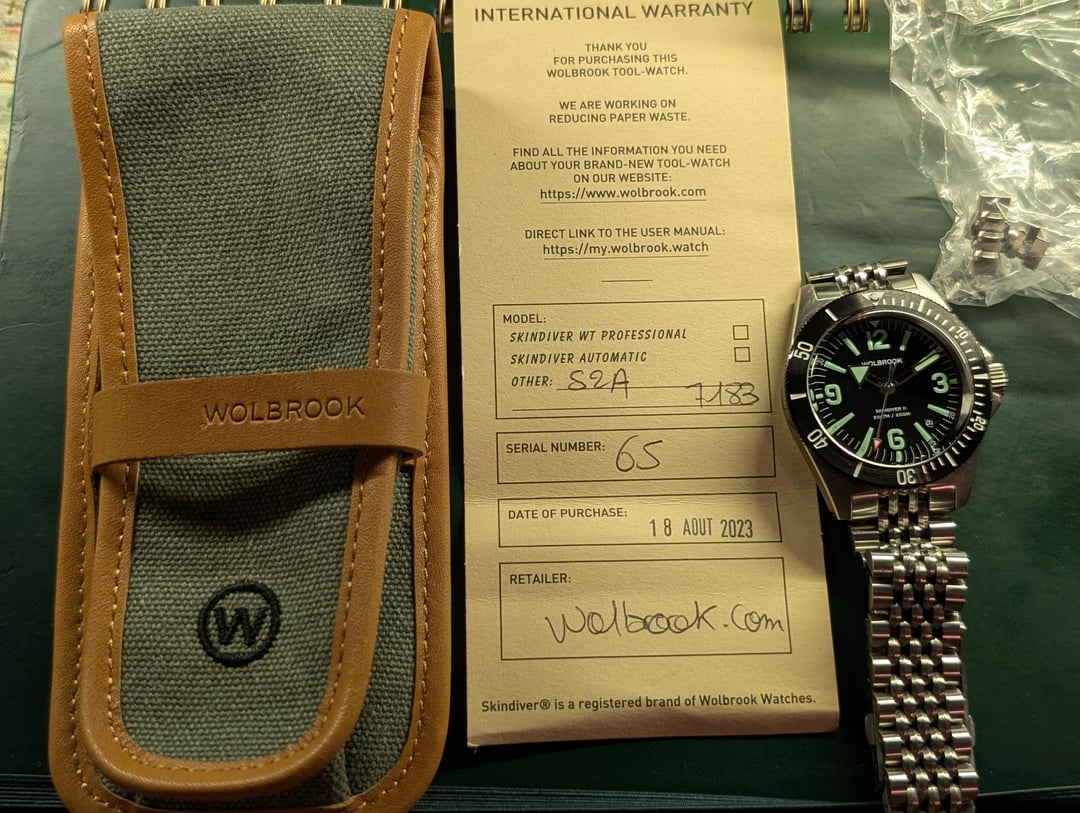 WOLBROOK
W
INTERNATIONAL WARRANTY
THANK YOU
FOR PURCHASING THIS
WOLBROOK TOOL-WATCH.
WE ARE WORKING ON
REDUCING PAPER WASTE.
FIND ALL THE INFORMATION YOU NEED
ABOUT YOUR BRAND-NEW TOOL-WATCH
ON OUR WEBSITE:
https://www.wolbrook.com
DIRECT LINK TO THE USER MANUAL:
https://my.wolbrook.watch
MODEL:
SKINDIVER WT PROFESSIONAL
SKINDIVER AUTOMATIC
OTHER: S2A 7183
SERIAL NUMBER: 65
DATE OF PURCHASE:
18 AOUT 2023
RETAILER:
Wolbrook.com
Skindiver® is a registered brand of Wolbrook Watches.
10
20
30
40
50
12
3
6
9
WOLBROOK
SKINDIVER II
660FTM / 200M